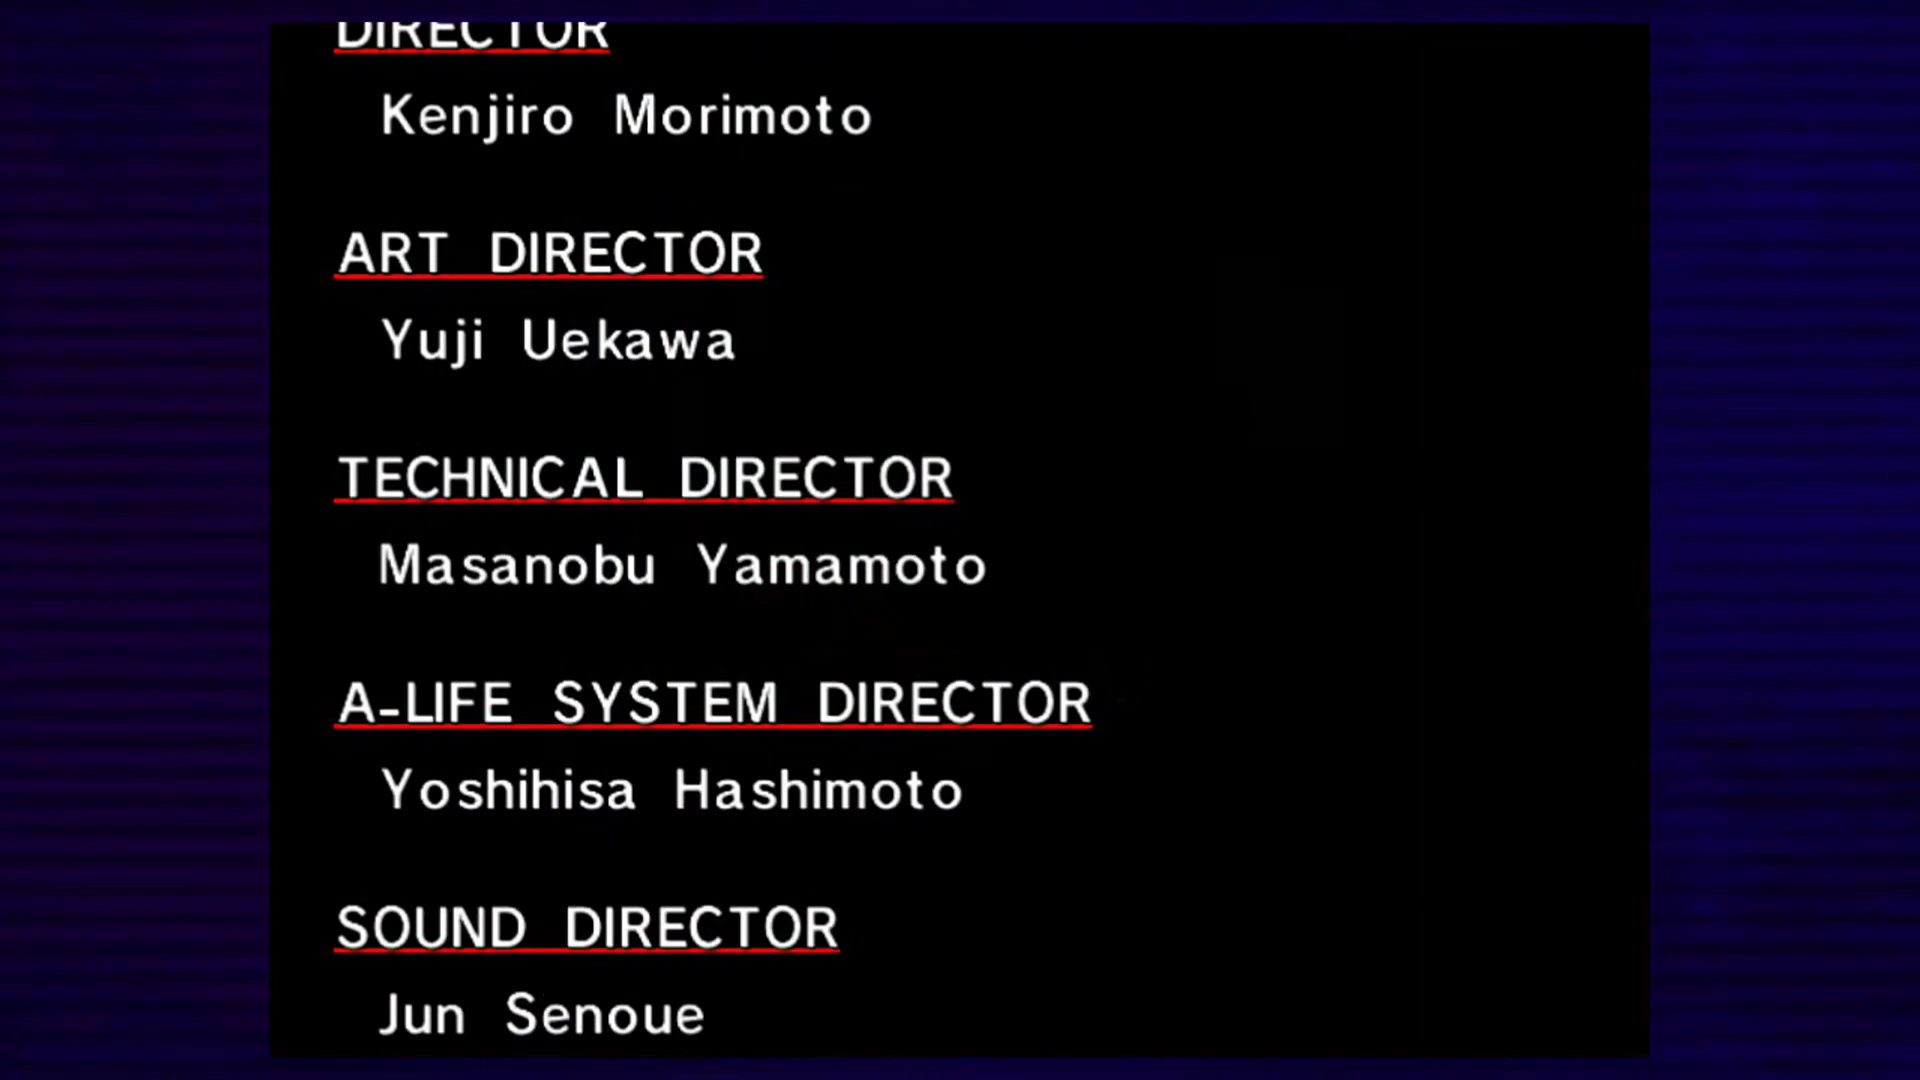 DIRECTOR
Kenjiro Morimoto
ART DIRECTOR
Yuji Uekawa
TECHNICAL DIRECTOR
Masanobu Yamamoto
A-LIFE SYSTEM DIRECTOR
Yoshihisa Hashimoto
SOUND DIRECTOR
Jun Senoue